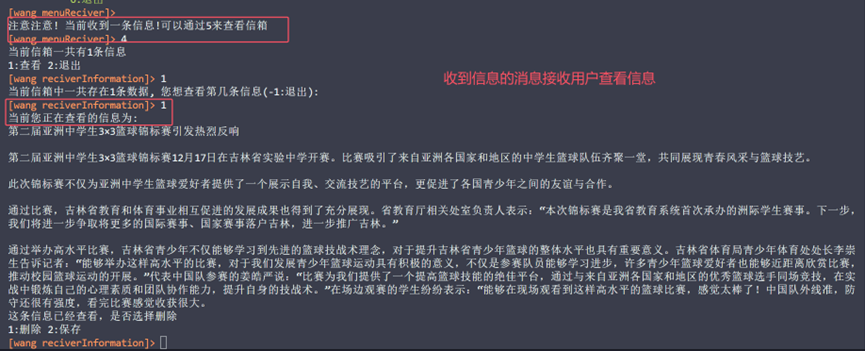 0:退出
[wang menuReciver]>
注意注意! 当前收到一条信息!可以通过5来查看信箱
[wang menuReciver]> 4
当前信箱一共有1条信息
1:查看 2:退出
[wang reciverInformation]> 1
当前信箱中一共存在1条数据, 您想查看第几条信息(-1:退出):
收到信息的消息接收用户查看信息
[wang reciverInformation]> 1
当前您正在查看的信息为:
第二届亚洲中学生3×3篮球锦标赛引发热烈反响
第二届亚洲中学生3×3篮球锦标赛12月17日在吉林省实验中学开赛。比赛吸引了来自亚洲各国家和地区的中学生篮球队伍齐聚一堂，共同展现青春风采与篮球技艺。
此次锦标赛不仅为亚洲中学生篮球爱好者提供了一个展示自我、交流技艺的平台，更促进了各国青少年之间的友谊与合作。
通过比赛，吉林省教育和体育事业相互促进的发展成果也得到了充分展现。省教育厅相关处室负责人表示：“本次锦标赛是我省教育系统首次承办的洲际学生赛事。下一步，
我们将进一步争取将更多的国际赛事、国家赛事落户吉林，进一步推广吉林。”
通过举办高水平比赛，吉林省青少年不仅能够学习到先进的篮球技战术理念，对于提升吉林省青少年篮球的整体水平也具有重要意义。吉林省体育局青少年体育处处长李崇
生告诉记者：“能够举办这样高水平的比赛，对于我们发展青少年篮球运动具有积极的意义，不仅是参赛队员能够学习进步，许多青少年篮球爱好者也能够近距离欣赏比赛，
推动校园篮球运动的开展。”代表中国队参赛的姜皓严说：“比赛为我们提供了一个提高篮球技能的绝佳平台，通过与来自亚洲各国家和地区的优秀篮球选手同场竞技，在实
战中锻炼自己的心理素质和团队协作能力，提升自身的技战术。”在场边观赛的学生纷纷表示：“能够在现场观看到这样高水平的篮球比赛，感觉太棒了！中国队外线准，防
守还很有强度，看完比赛感觉收获很大。
这条信息已经查看，是否选择删除
1:删除 2:保存
[wang reciverInformation]>